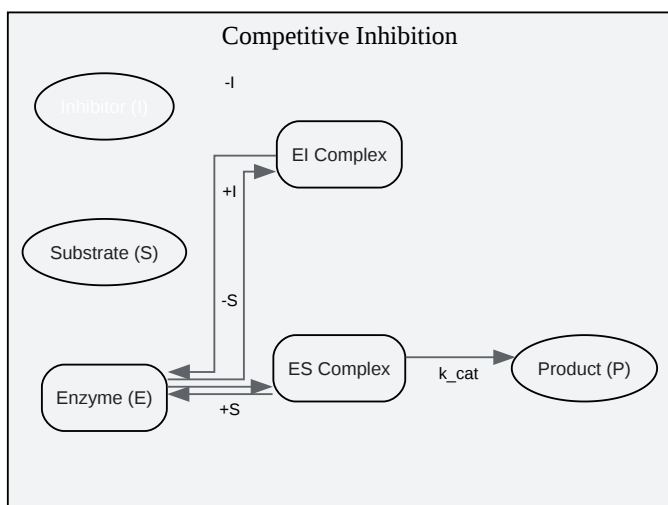 Competitive Inhibition
-I
Inhibitor (I)
EI Complex
+I
Substrate (S)
-S
ES Complex
Product (P)
k_cat
Enzyme (E)
+S